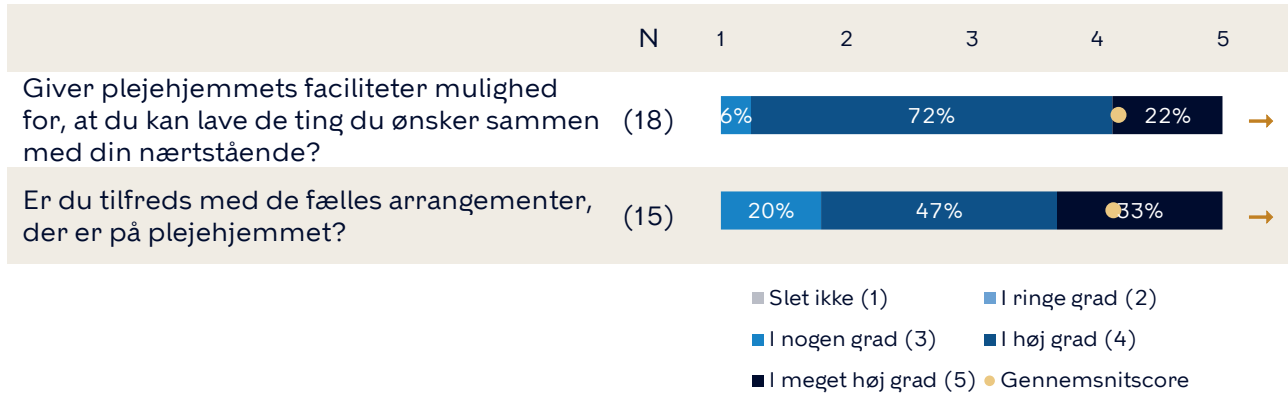 N 1 2 3 4 5
Giver plejehjemmets faciliteter mulighed
for, at du kan lave de ting du ønsker sammen
med din nærtstående?
(18) 6% 72% 22% →
Er du tilfreds med de fælles arrangementer,
der er på plejehjemmet?
(15) 20% 47% 33% →
Slet ikke (1) I ringe grad (2)
I nogen grad (3) I høj grad (4)
I meget høj grad (5) Gennemsnitscore